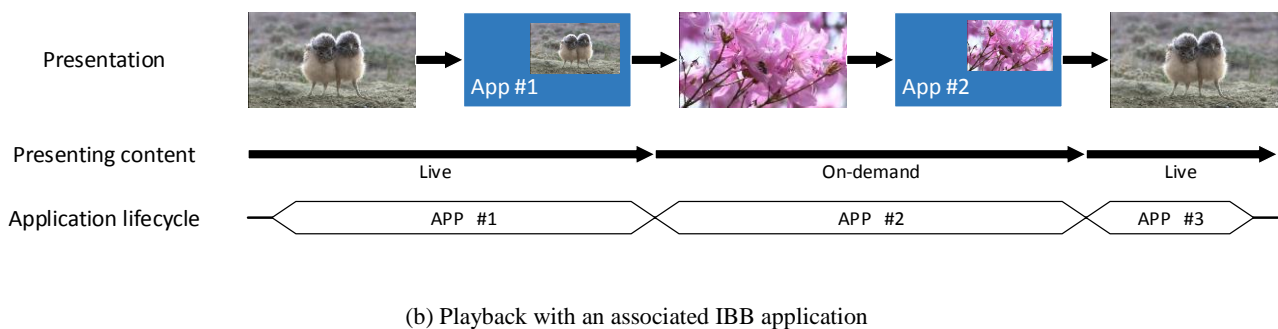 Presentation
App #1
App #2
Presenting content
Live
On-demand
Live
Application lifecycle
APP #1
APP #2
APP #3
(b) Playback with an associated IBB application